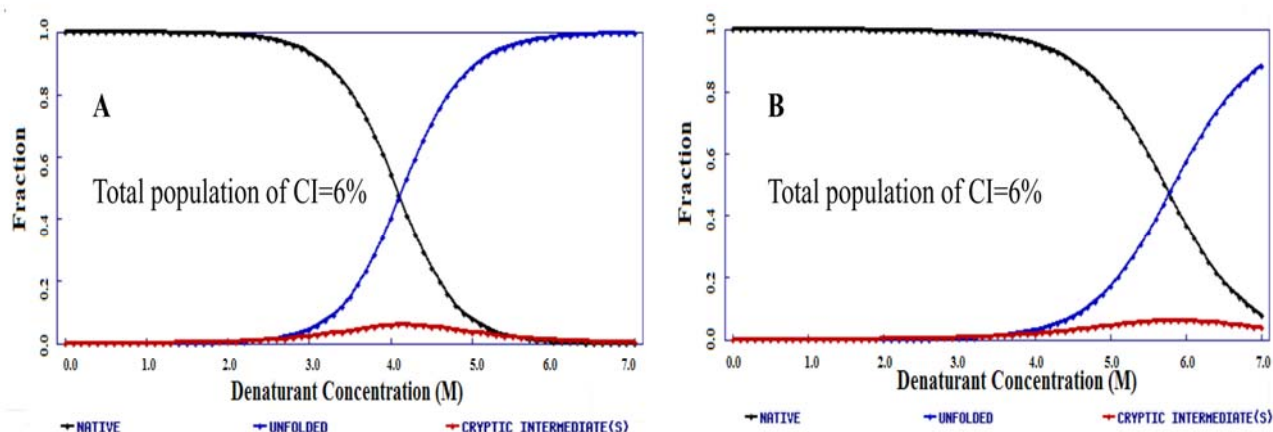 A
Total population of CI=6%
Fraction
1.0
0.8
0.6
0.4
0.2
0.0
0.0 1.0 2.0 3.0 4.0 5.0 6.0 7.0
Denaturant Concentration (M)
NATIVE UNFOLDED CRYPTIC INTERMEDIATE(S)
B
Total population of CI=6%
Fraction
1.0
0.8
0.6
0.4
0.2
0.0
0.0 1.0 2.0 3.0 4.0 5.0 6.0 7.0
Denaturant Concentration (M)
NATIVE UNFOLDED CRYPTIC INTERMEDIATE(S)